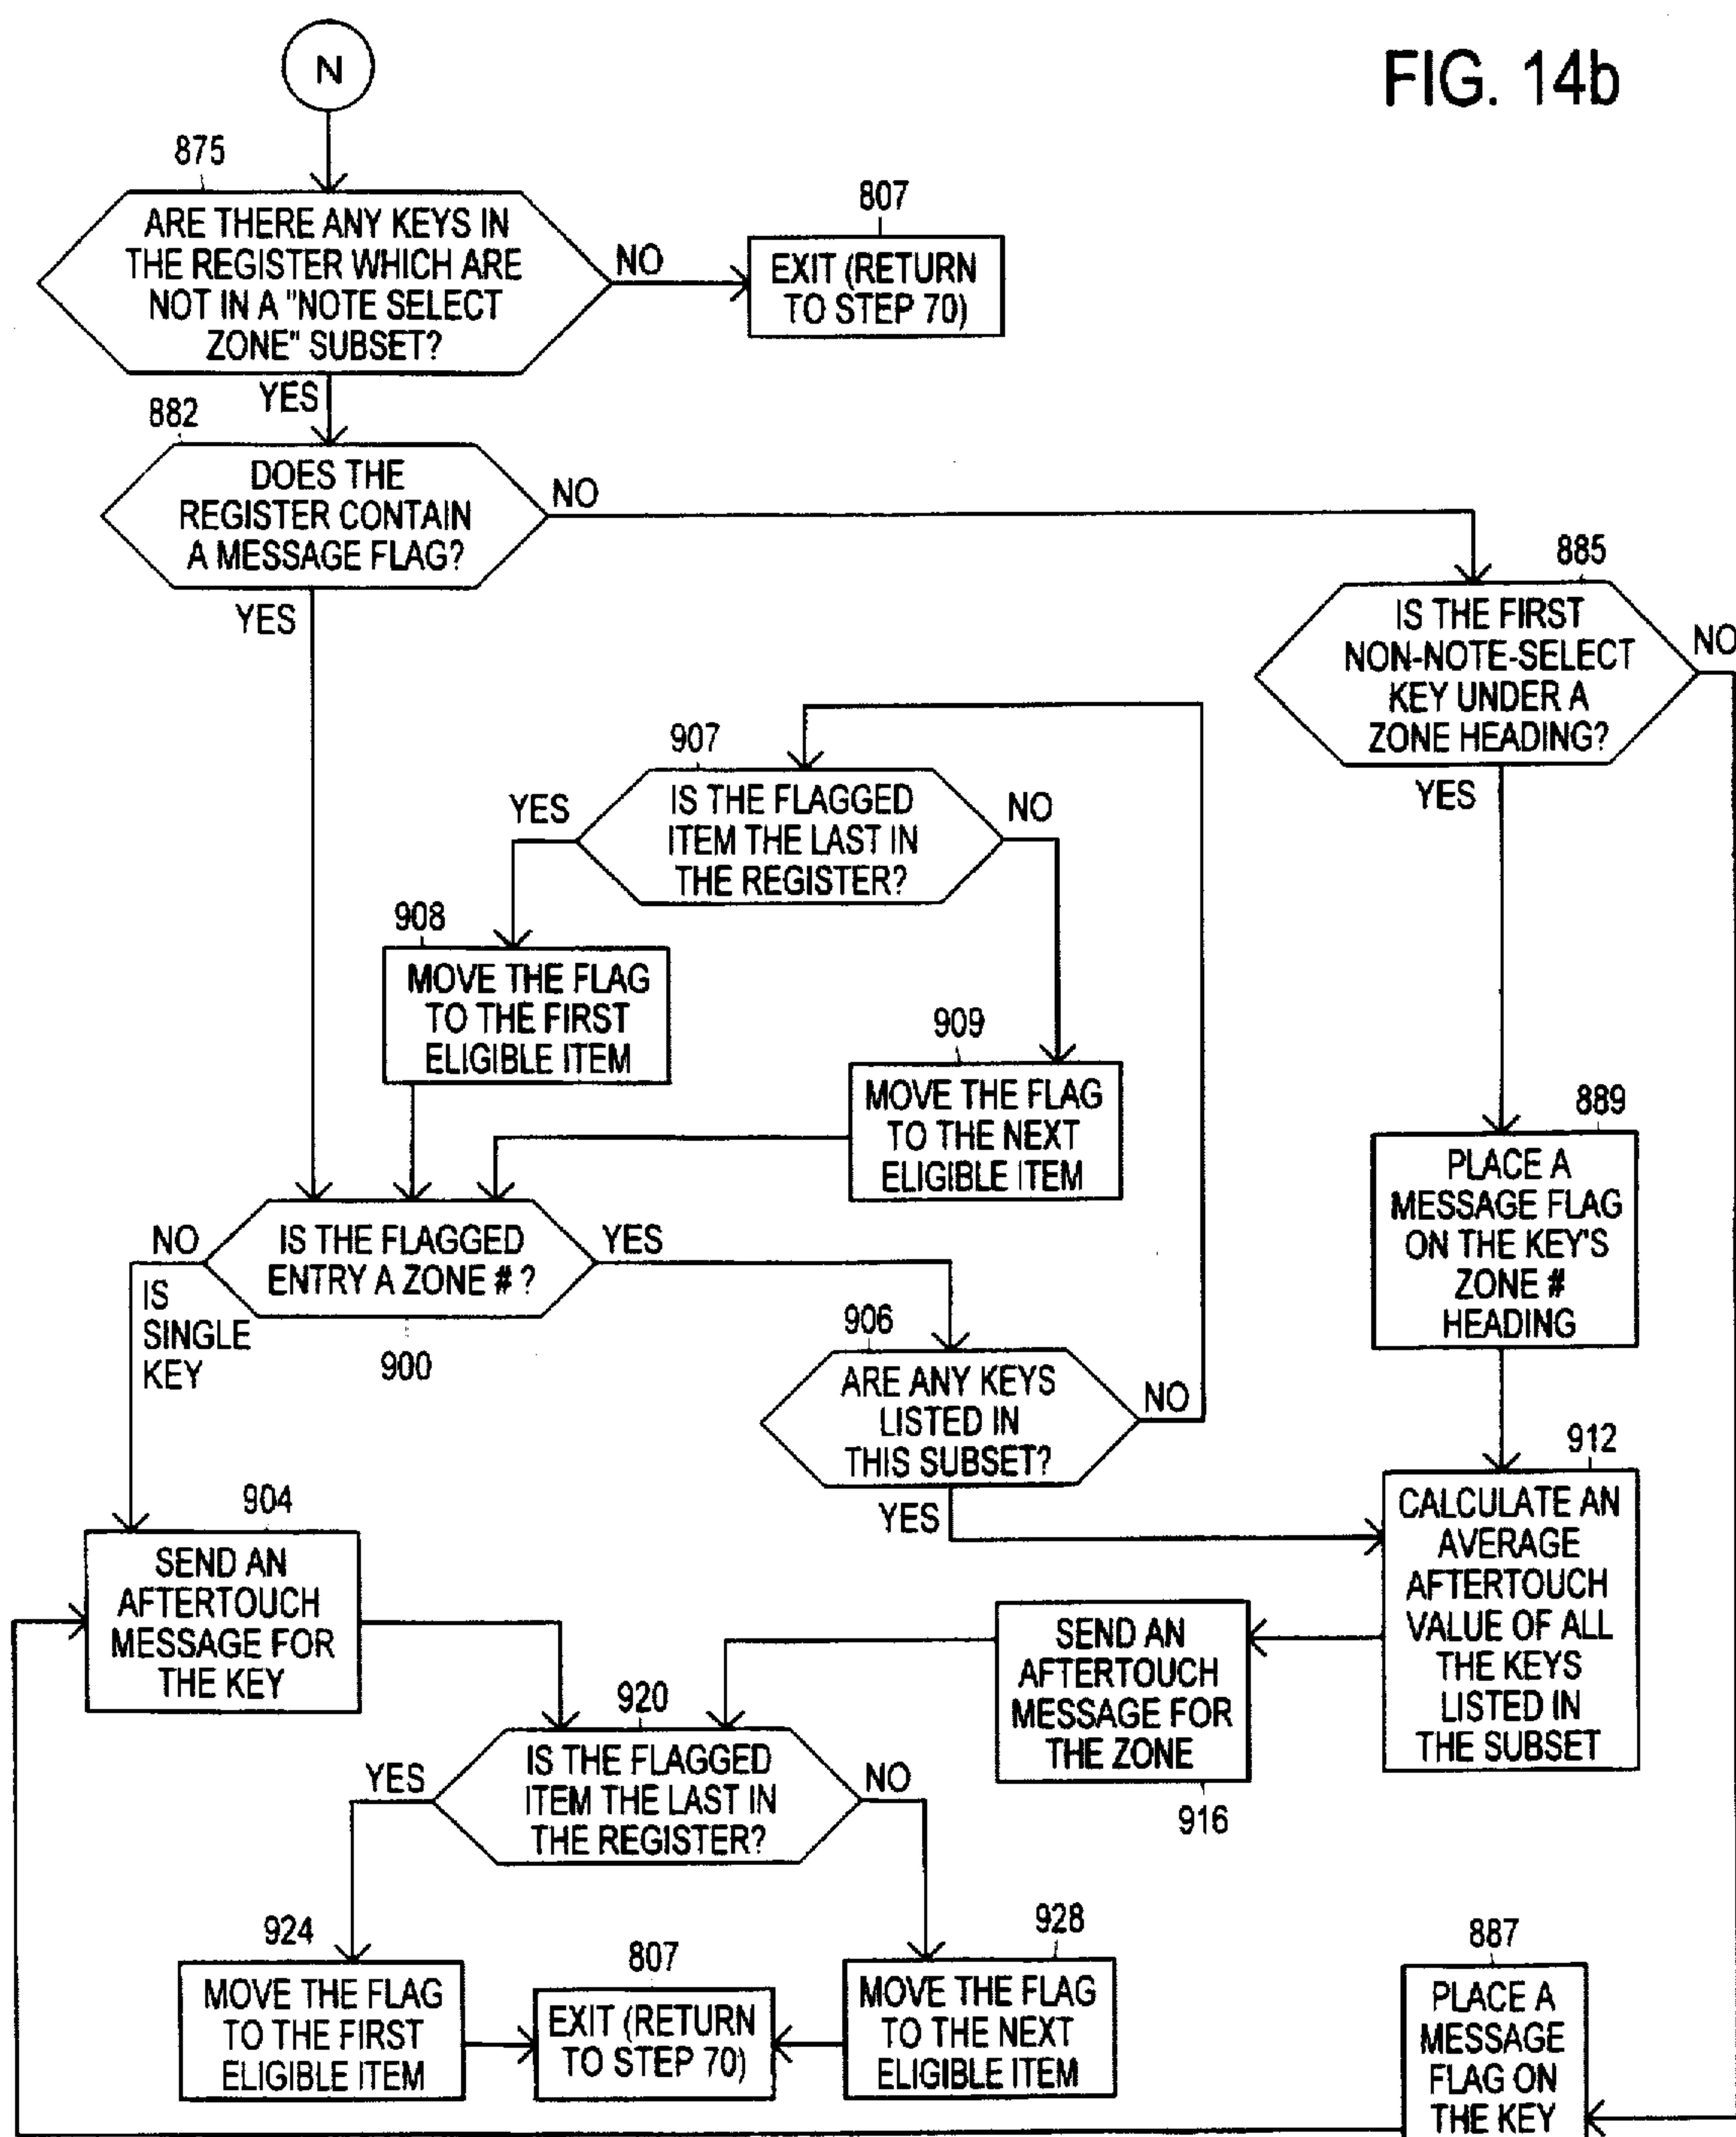 FIG. 14b
N
875
ARE THERE ANY KEYS IN
THE REGISTER WHICH ARE
NOT IN A "NOTE SELECT
ZONE" SUBSET?
NO
807
EXIT (RETURN
TO STEP 70)
YES
882
DOES THE
REGISTER CONTAIN
A MESSAGE FLAG?
NO
YES
885
IS THE FIRST
NON-NOTE-SELECT
KEY UNDER A
ZONE HEADING?
NO
YES
907
IS THE FLAGGED
ITEM THE LAST IN
THE REGISTER?
YES
NO
908
MOVE THE FLAG
TO THE FIRST
ELIGIBLE ITEM
909
MOVE THE FLAG
TO THE NEXT
ELIGIBLE ITEM
889
PLACE A
MESSAGE FLAG
ON THE KEY'S
ZONE #
HEADING
NO
IS
SINGLE
KEY
IS THE FLAGGED
ENTRY A ZONE # ?
YES
900
906
ARE ANY KEYS
LISTED IN
THIS SUBSET?
NO
YES
912
CALCULATE AN
AVERAGE
AFTERTOUCH
VALUE OF ALL
THE KEYS
LISTED IN
THE SUBSET
904
SEND AN
AFTERTOUCH
MESSAGE FOR
THE KEY
SEND AN
AFTERTOUCH
MESSAGE FOR
THE ZONE
916
920
IS THE FLAGGED
ITEM THE LAST IN
THE REGISTER?
YES
NO
924
MOVE THE FLAG
TO THE FIRST
ELIGIBLE ITEM
807
EXIT (RETURN
TO STEP 70)
928
MOVE THE FLAG
TO THE NEXT
ELIGIBLE ITEM
887
PLACE A
MESSAGE
FLAG ON
THE KEY